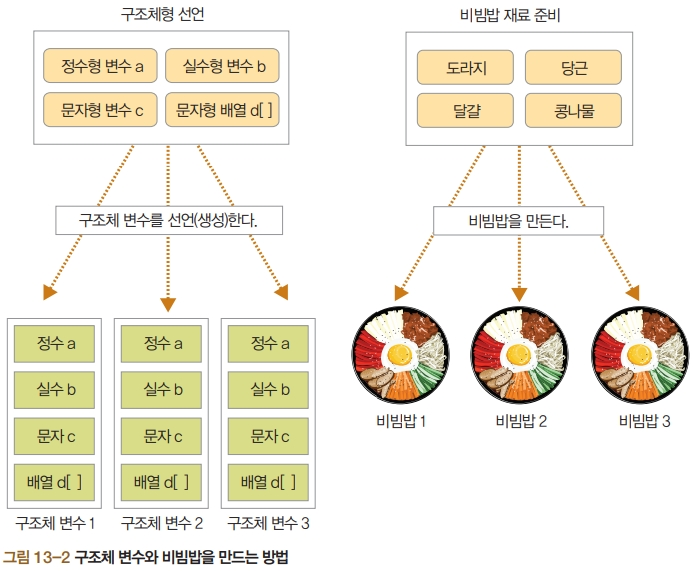 구조체형 선언
정수형 변수 a
실수형 변수 b
문자형 변수 c
문자형 배열 d[ ]
구조체 변수를 선언(생성)한다.
정수 a
실수 b
문자 c
배열 d[ ]
구조체 변수 1
정수 a
실수 b
문자 c
배열 d[ ]
구조체 변수 2
정수 a
실수 b
문자 c
배열 d[ ]
구조체 변수 3
비빔밥 재료 준비
도라지
당근
달걀
콩나물
비빔밥을 만든다.
비빔밥 1
비빔밥 2
비빔밥 3
그림 13-2 구조체 변수와 비빔밥을 만드는 방법